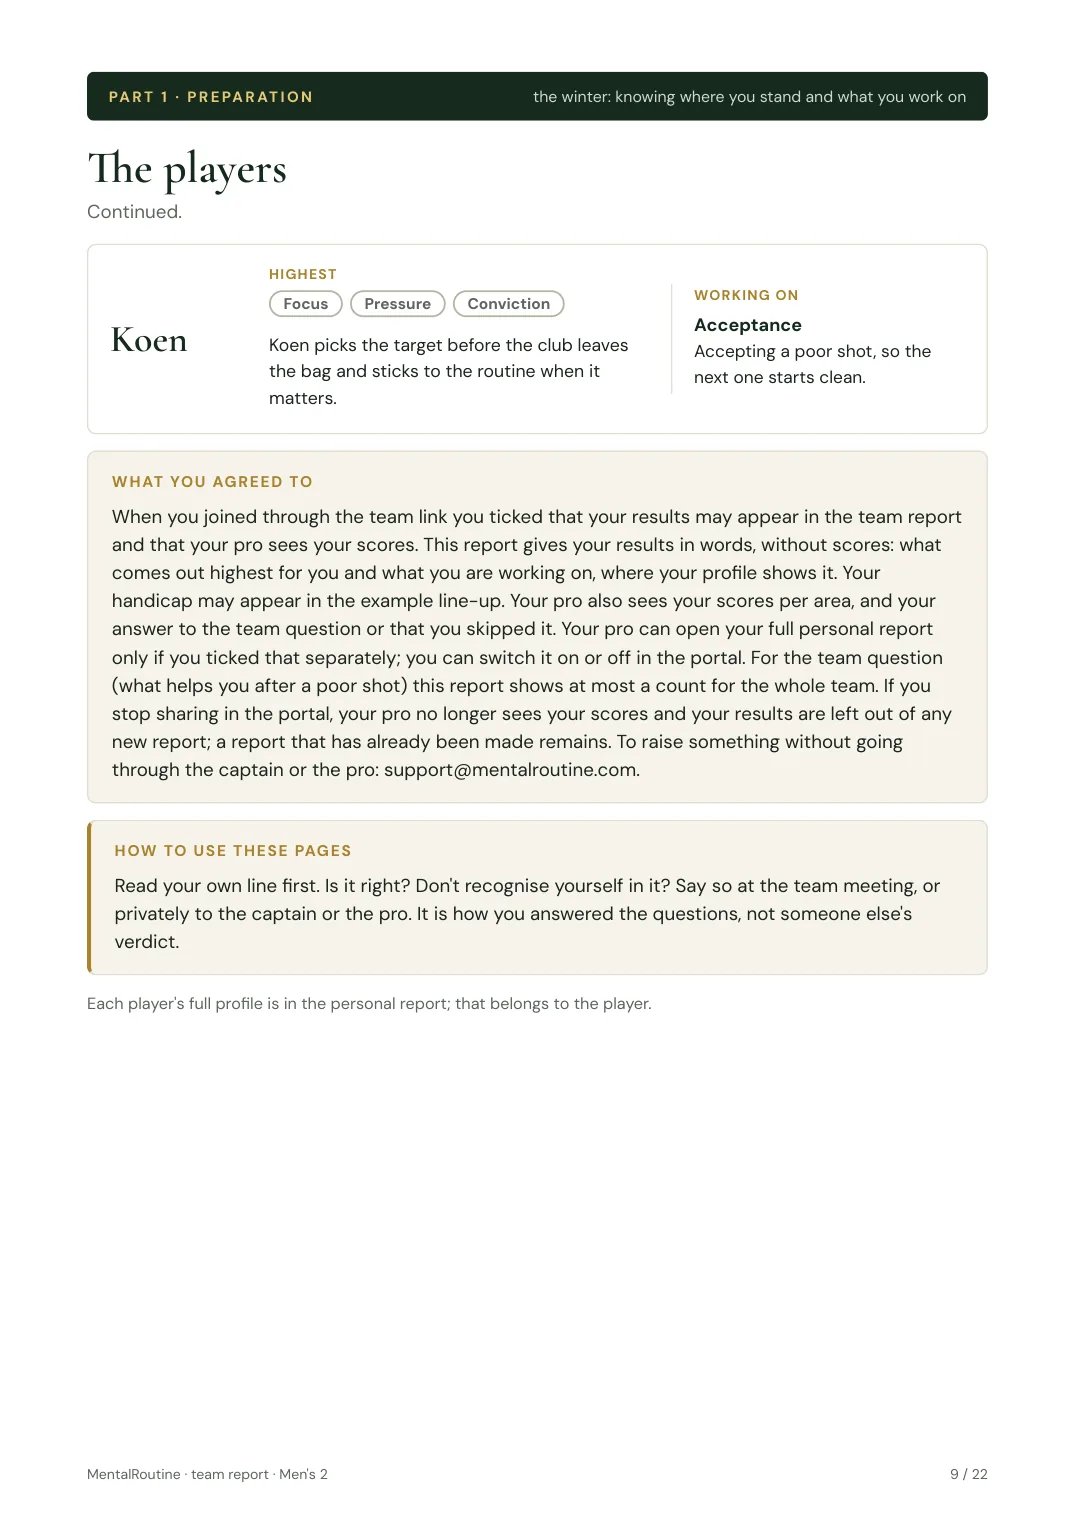 PART 1 · PREPARATION
the winter: knowing where you stand and what you work on
The players
Continued.
Koen
HIGHEST
Focus
Pressure
Conviction
Koen picks the target before the club leaves
the bag and sticks to the routine when it
matters.
WORKING ON
Acceptance
Accepting a poor shot, so the
next one starts clean.
WHAT YOU AGREED TO
When you joined through the team link you ticked that your results may appear in the team report
and that your pro sees your scores. This report gives your results in words, without scores: what
comes out highest for you and what you are working on, where your profile shows it. Your
handicap may appear in the example line-up. Your pro also sees your scores per area, and your
answer to the team question or that you skipped it. Your pro can open your full personal report
only if you ticked that separately; you can switch it on or off in the portal. For the team question
(what helps you after a poor shot) this report shows at most a count for the whole team. If you
stop sharing in the portal, your pro no longer sees your scores and your results are left out of any
new report; a report that has already been made remains. To raise something without going
through the captain or the pro: support@mentalroutine.com.
HOW TO USE THESE PAGES
Read your own line first. Is it right? Don't recognise yourself in it? Say so at the team meeting, or
privately to the captain or the pro. It is how you answered the questions, not someone else's
verdict.
Each player's full profile is in the personal report; that belongs to the player.
MentalRoutine · team report · Men's 2
9 / 22